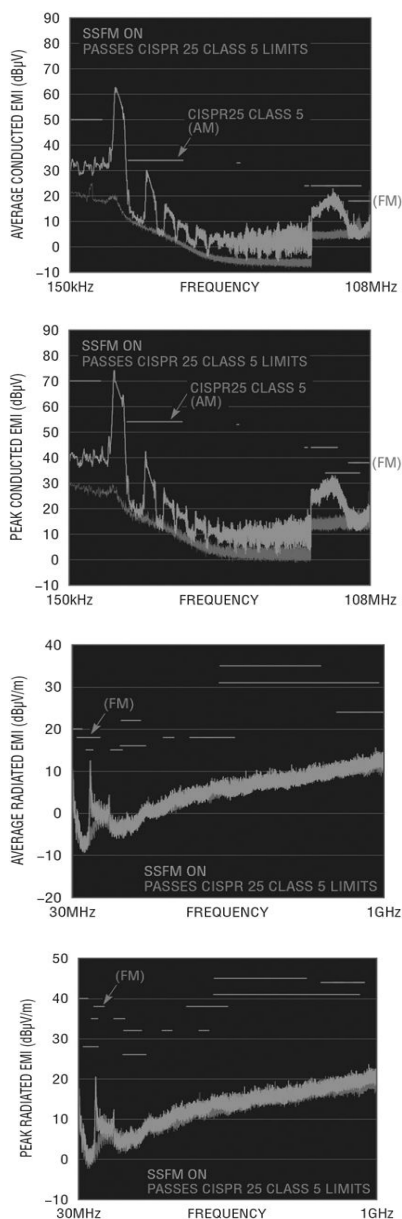 90
80
70
60
50
40
30
20
10
0
–10
AVERAGE CONDUCTED EMI (dBµV)
SSFM ON
PASSES CISPR 25 CLASS 5 LIMITS
CISPR25 CLASS 5
(AM)
(FM)
150kHz FREQUENCY 108MHz
90
80
70
60
50
40
30
20
10
0
–10
PEAK CONDUCTED EMI (dBµV)
SSFM ON
PASSES CISPR 25 CLASS 5 LIMITS
CISPR25 CLASS 5
(AM)
(FM)
150kHz FREQUENCY 108MHz
40
30
20
10
0
–10
–20
AVERAGE RADIATED EMI (dBµV/m)
(FM)
SSFM ON
PASSES CISPR 25 CLASS 5 LIMITS
30MHz FREQUENCY 1GHz
50
40
30
20
10
0
–10
PEAK RADIATED EMI (dBµV/m)
(FM)
SSFM ON
PASSES CISPR 25 CLASS 5 LIMITS
30MHz FREQUENCY 1GHz